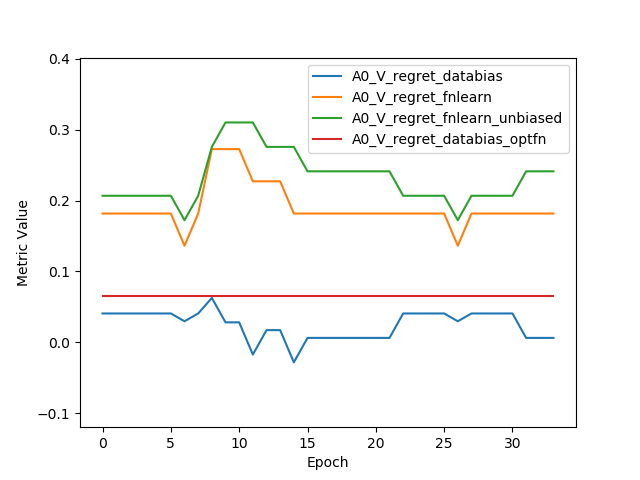 0.4
0.3
0.2
0.1
0.0
−0.1
Metric Value
A0_V_regret_databias
A0_V_regret_fnlearn
A0_V_regret_fnlearn_unbiased
A0_V_regret_databias_optfn
0 5 10 15 20 25 30
Epoch